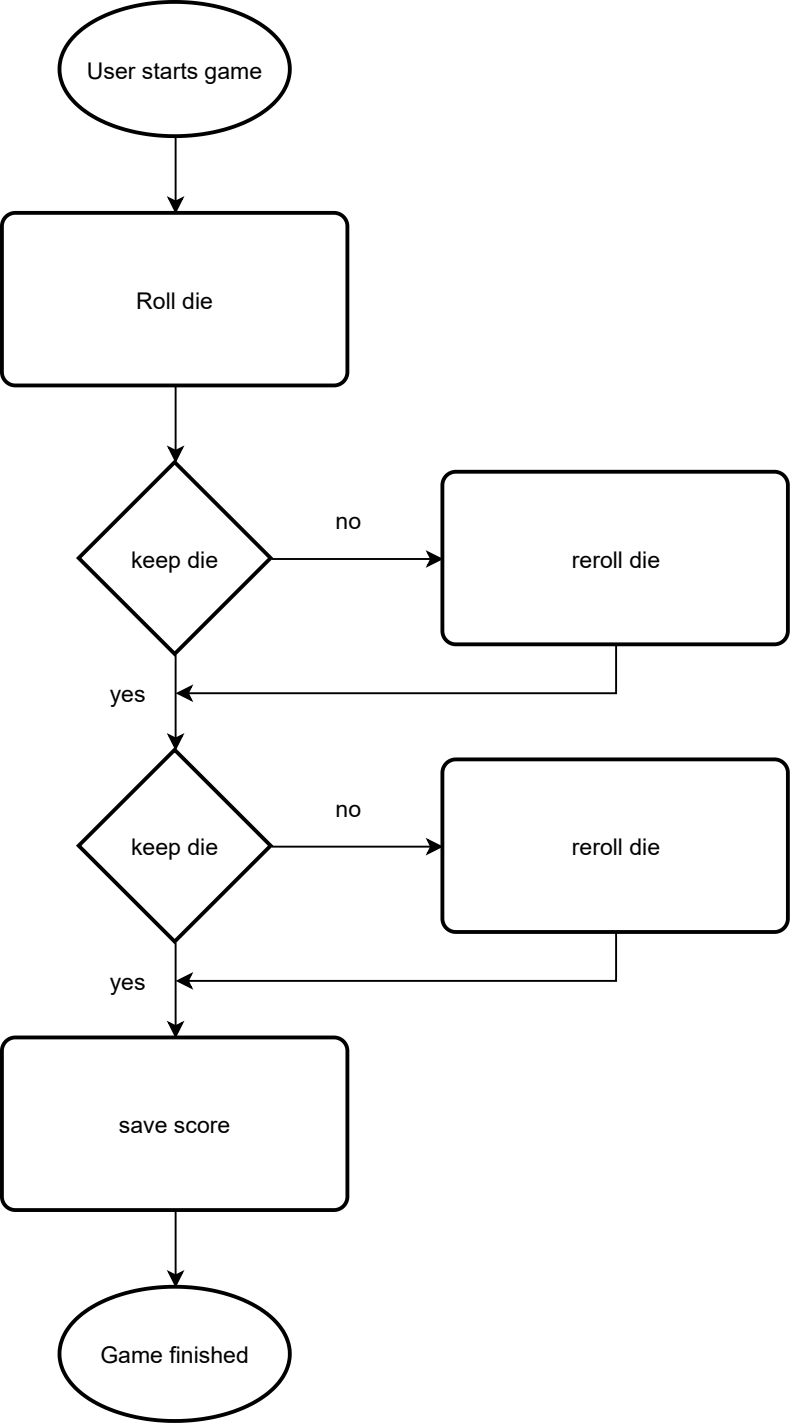 User starts game
Roll die
keep die
no
reroll die
yes
keep die
no
reroll die
yes
save score
Game finished